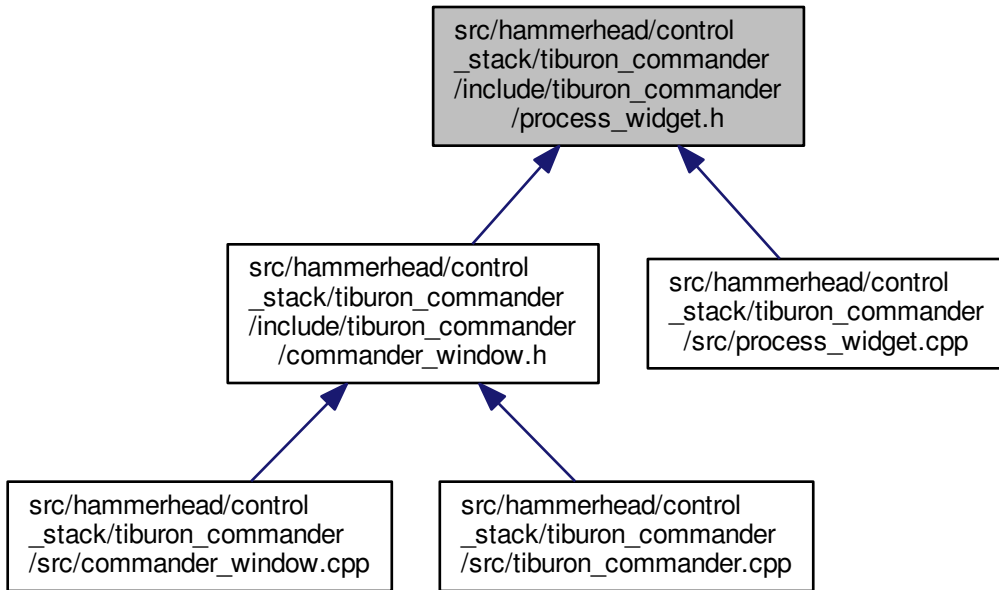 src/hammerhead/control
_stack/tiburon_commander
/include/tiburon_commander
/process_widget.h
src/hammerhead/control
_stack/tiburon_commander
/include/tiburon_commander
/commander_window.h
src/hammerhead/control
_stack/tiburon_commander
/src/process_widget.cpp
src/hammerhead/control
_stack/tiburon_commander
/src/commander_window.cpp
src/hammerhead/control
_stack/tiburon_commander
/src/tiburon_commander.cpp